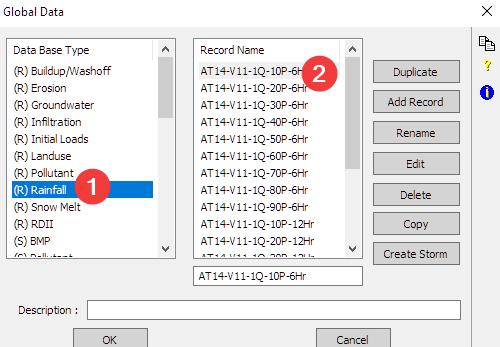 Global Data
Data Base Type
(R) Buildup/Washoff
(R) Erosion
(R) Groundwater
(R) Infiltration
(R) Initial Loads
(R) Landuse
(R) Pollutant
(R) Rainfall
(R) Snow Melt
(R) RDII
(S) BMP
(S) Pollutant
1
Record Name
AT14-V11-1Q-10P-6Hr
AT14-V11-1Q-20P-6Hr
AT14-V11-1Q-30P-6Hr
AT14-V11-1Q-40P-6Hr
AT14-V11-1Q-50P-6Hr
AT14-V11-1Q-60P-6Hr
AT14-V11-1Q-70P-6Hr
AT14-V11-1Q-80P-6Hr
AT14-V11-1Q-90P-6Hr
AT14-V11-1Q-10P-12Hr
AT14-V11-1Q-20P-12Hr
AT14-V11-1Q-30P-12Hr
2
AT14-V11-1Q-10P-6Hr
Duplicate
Add Record
Rename
Edit
Delete
Copy
Create Storm
?
i
Description :
OK
Cancel